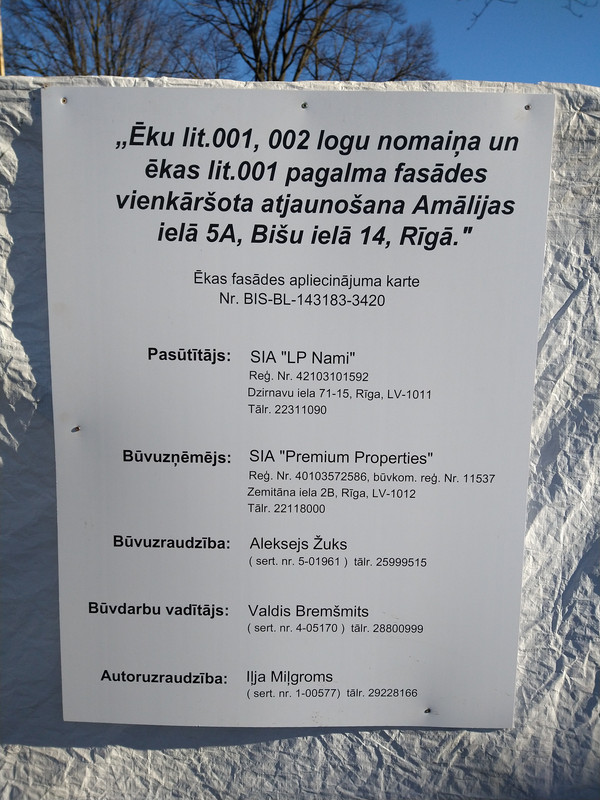 „Ēku lit.001, 002 logu nomaiņa un
ēkas lit.001 pagalma fasādes
vienkāršota atjaunošana Amālijas
ielā 5A, Bišu ielā 14, Rīgā."
Ēkas fasādes apliecinājuma karte
Nr. BIS-BL-143183-3420
Pasūtītājs: SIA "LP Nami"
Reģ. Nr. 42103101592
Dzirnavu iela 71-15, Rīga, LV-1011
Tālr. 22311090
Būvuzņēmējs: SIA "Premium Properties"
Reģ. Nr. 40103572586, būvkom. reģ. Nr. 11537
Zemitāna iela 2B, Rīga, LV-1012
Tālr. 22118000
Būvuzraudzība: Aleksejs Žuks
( sert. nr. 5-01961 ) tālr. 25999515
Būvdarbu vadītājs: Valdis Bremšmits
( sert. nr. 4-05170 ) tālr. 28800999
Autoruzraudzība: Iļja Miļgroms
( sert. nr. 1-00577) tālr. 29228166